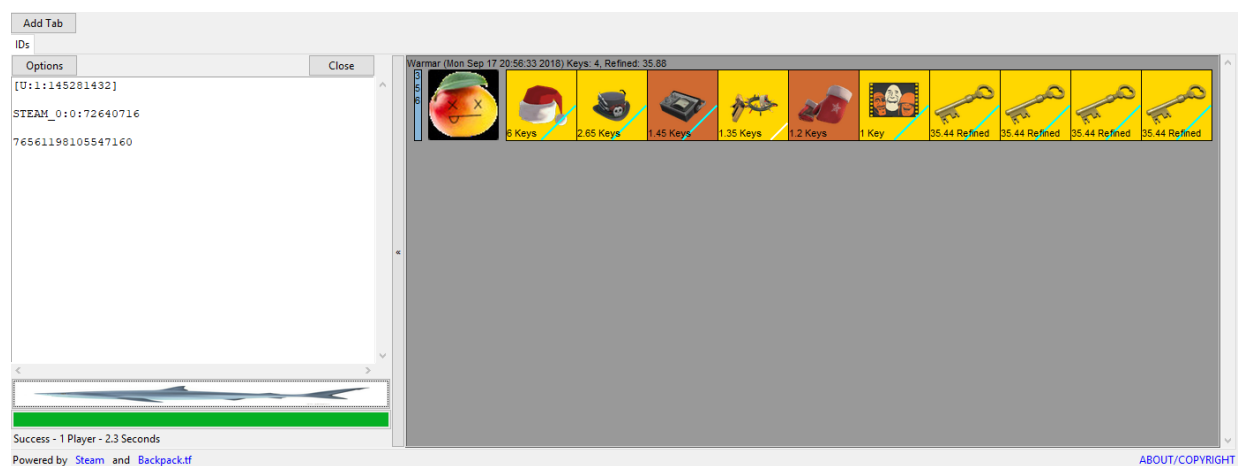 Add Tab
IDs
Options Close
[U:1:145281432]
STEAM_0:0:72640716
76561198105547160
«
Success - 1 Player - 2.3 Seconds
Warmar (Mon Sep 17 20:56:33 2018) Keys: 4, Refined: 35.88
3
5
6
6 Keys 2.65 Keys 1.45 Keys 1.35 Keys 1.2 Keys 1 Key 35.44 Refined 35.44 Refined 35.44 Refined 35.44 Refined
Powered by Steam and Backpack.tf ABOUT/COPYRIGHT